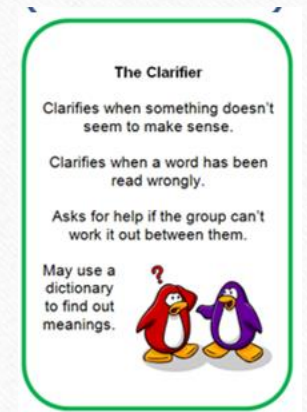 The Clarifier
Clarifies when something doesn't
seem to make sense.
Clarifies when a word has been
read wrongly.
Asks for help if the group can't
work it out between them.
May use a
dictionary
to find out
meanings.
?